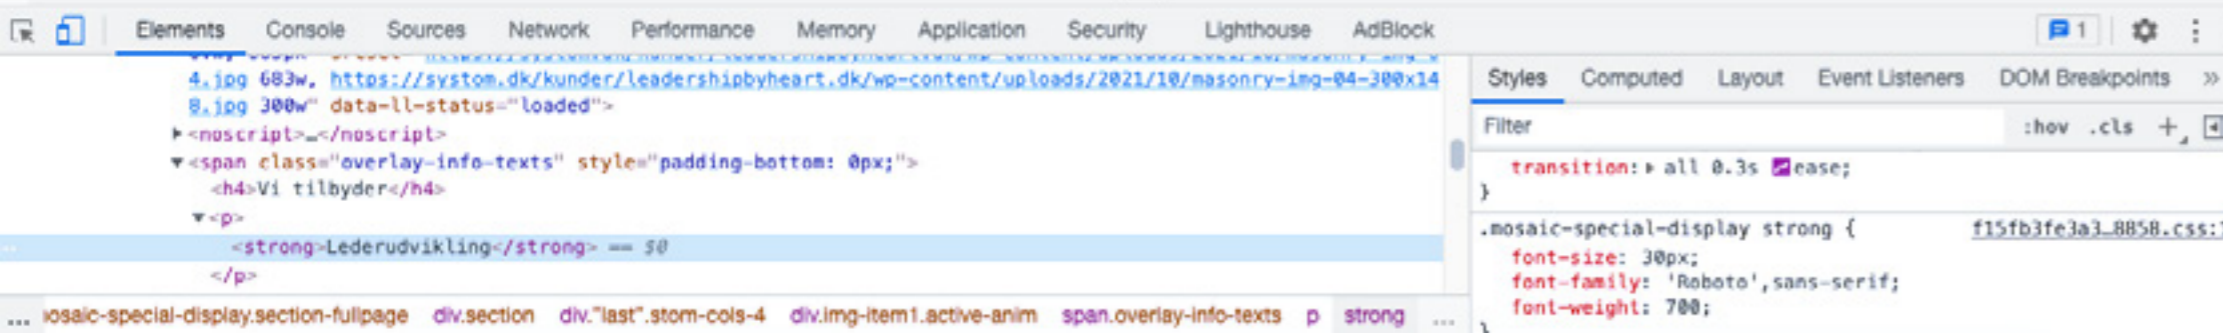 Elements Console Sources Network Performance Memory Application Security Lighthouse AdBlock 1
4.jpg 683w, https://systom.dk/kunder/leadershipbyheart.dk/wp-content/uploads/2021/10/masonry-img-04-300x14
8.jpg 300w" data-ll-status="loaded">
▶<noscript>…</noscript>
▼<span class="overlay-info-texts" style="padding-bottom: 0px;">
<h4>Vi tilbyder</h4>
▼<p>
<strong>Lederudvikling</strong> == $0
</p>
... mosaic-special-display.section-fullpage div.section div."last".stom-cols-4 div.img-item1.active-anim span.overlay-info-texts p strong ...
Styles Computed Layout Event Listeners DOM Breakpoints »
Filter :hov .cls +
transition:▶ all 0.3s ease;
}
.mosaic-special-display strong { f15fb3fe3a3…8858.css:1
font-size: 30px;
font-family: 'Roboto',sans-serif;
font-weight: 700;
}